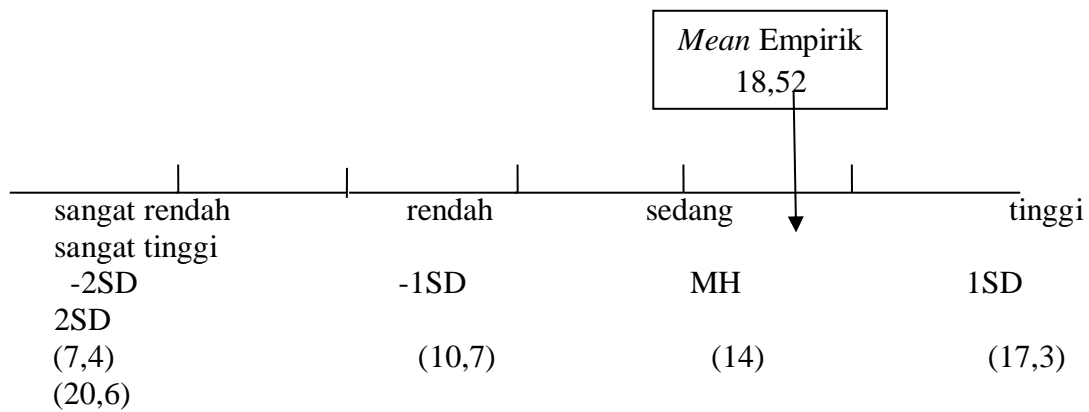 Mean Empirik
18,52
sangat rendah rendah sedang tinggi
sangat tinggi
-2SD -1SD MH 1SD
2SD
(7,4) (10,7) (14) (17,3)
(20,6)